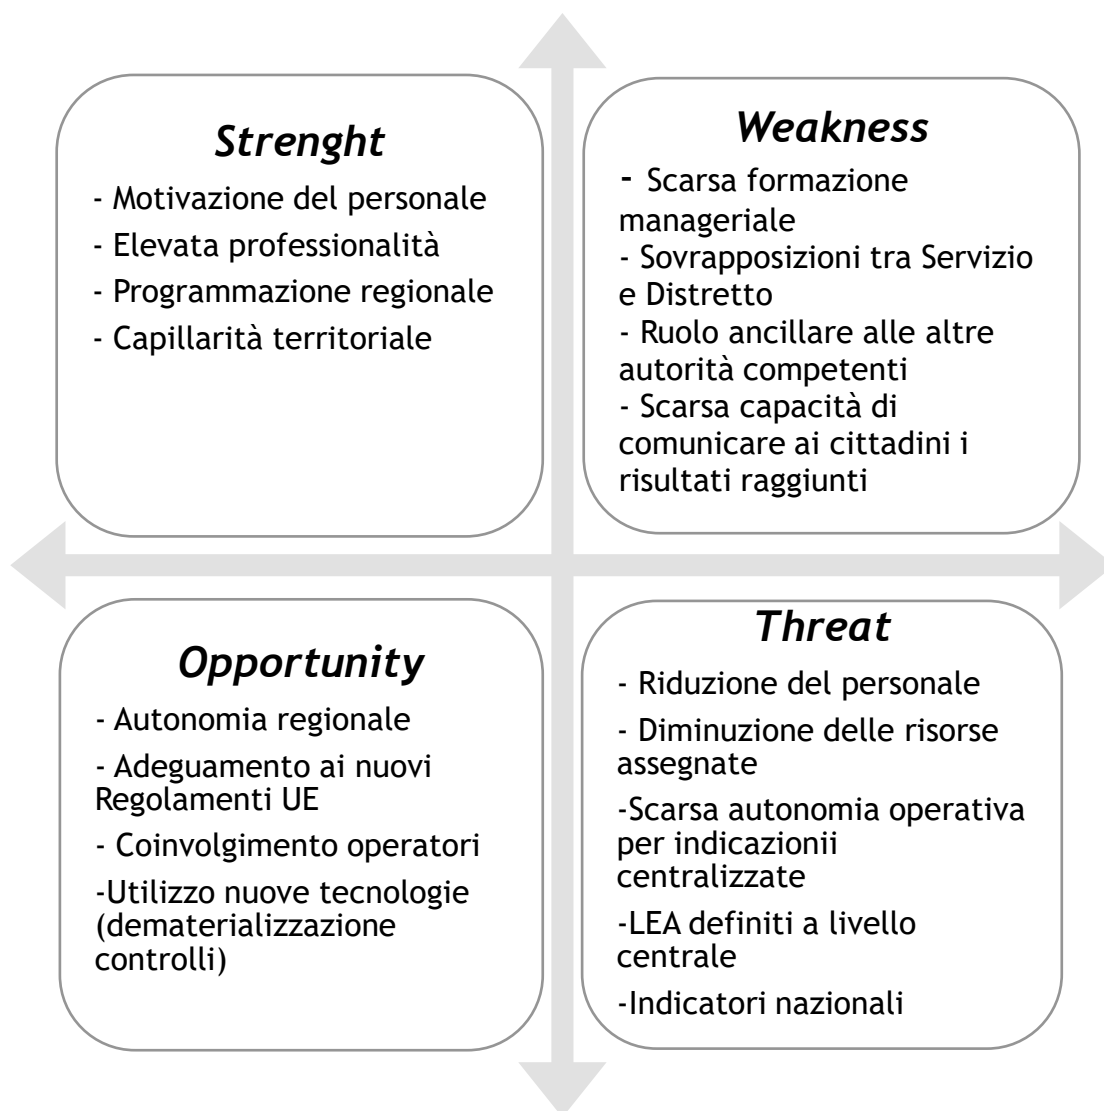 Strenght
- Motivazione del personale
- Elevata professionalità
- Programmazione regionale
- Capillarità territoriale
Weakness
- Scarsa formazione
manageriale
- Sovrapposizioni tra Servizio
e Distretto
- Ruolo ancillare alle altre
autorità competenti
- Scarsa capacità di
comunicare ai cittadini i
risultati raggiunti
Opportunity
- Autonomia regionale
- Adeguamento ai nuovi
Regolamenti UE
- Coinvolgimento operatori
-Utilizzo nuove tecnologie
(dematerializzazione
controlli)
Threat
- Riduzione del personale
- Diminuzione delle risorse
assegnate
-Scarsa autonomia operativa
per indicazionii
centralizzate
-LEA definiti a livello
centrale
-Indicatori nazionali